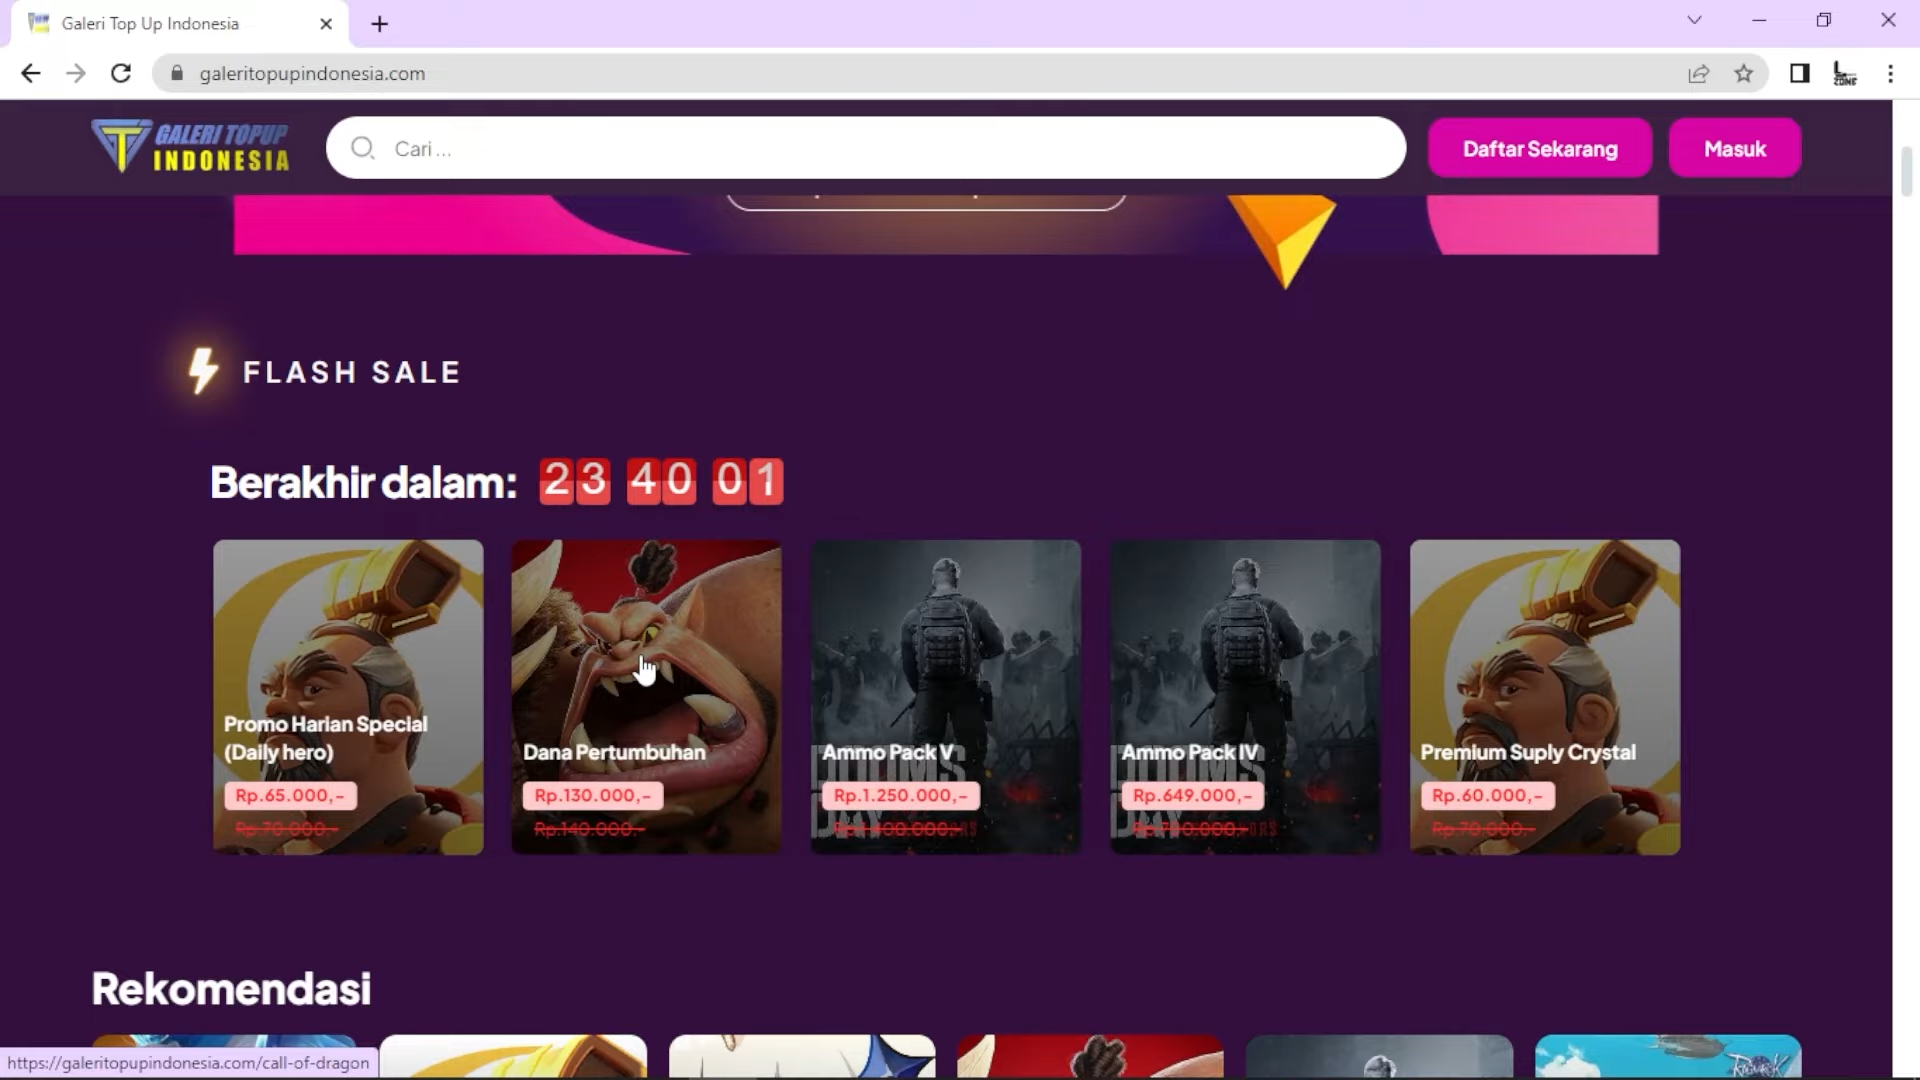 Galeri Top Up Indonesia
galeritopupindonesia.com
GALERI TOPUP
INDONESIA
Cari ...
Daftar Sekarang
Masuk
FLASH SALE
Berakhir dalam: 23 40 01
Promo Harian Special
(Daily hero)
Rp.65.000,-
Rp.70.000,-
Dana Pertumbuhan
Rp.130.000,-
Rp.140.000,-
Ammo Pack V
Rp.1.250.000,-
Ammo Pack IV
Rp.649.000,-
Premium Suply Crystal
Rp.60.000,-
Rp.70.000,-
Rekomendasi
https://galeritopupindonesia.com/call-of-dragon